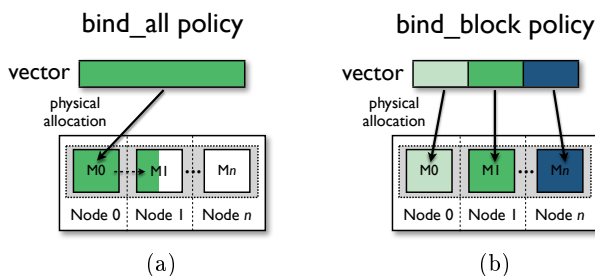 bind_all policy
vector
physical
allocation
M0 M1 ... Mn
Node 0 Node 1 Node n
(a)
bind_block policy
vector
physical
allocation
M0 M1 ... Mn
Node 0 Node 1 Node n
(b)